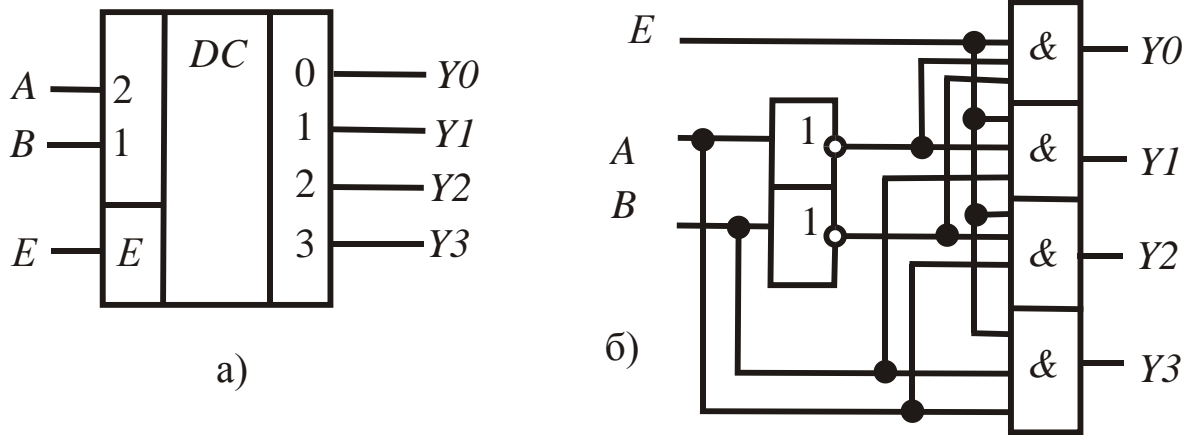 DC
A 2
B 1
E E
0 Y0
1 Y1
2 Y2
3 Y3
а)
E
A
B
1
1
& Y0
& Y1
& Y2
& Y3
б)